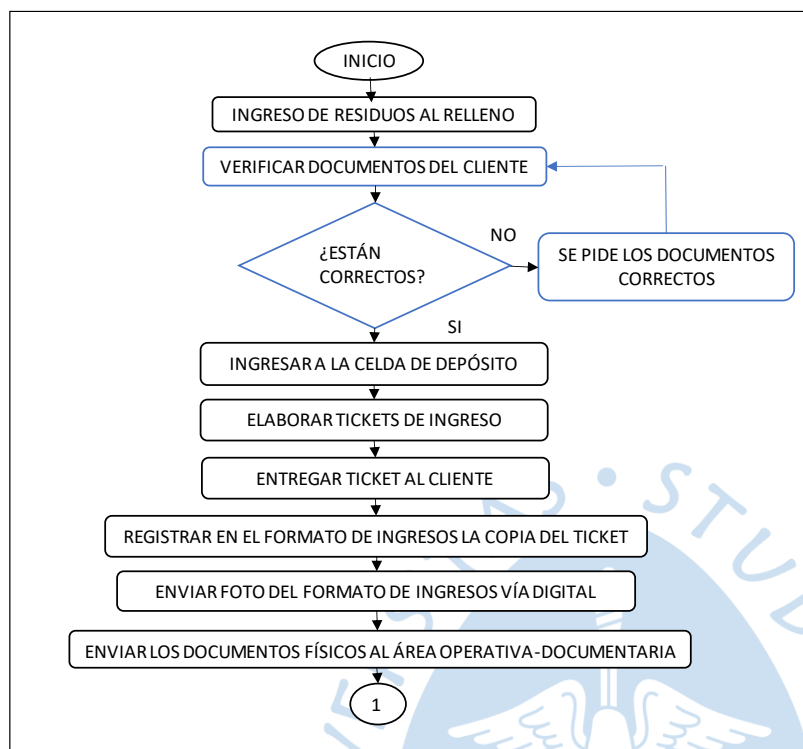 INICIO
INGRESO DE RESIDUOS AL RELLENO
VERIFICAR DOCUMENTOS DEL CLIENTE
¿ESTÁN
CORRECTOS?
NO
SE PIDE LOS DOCUMENTOS
CORRECTOS
SI
INGRESAR A LA CELDA DE DEPÓSITO
ELABORAR TICKETS DE INGRESO
ENTREGAR TICKET AL CLIENTE
REGISTRAR EN EL FORMATO DE INGRESOS LA COPIA DEL TICKET
ENVIAR FOTO DEL FORMATO DE INGRESOS VÍA DIGITAL
ENVIAR LOS DOCUMENTOS FÍSICOS AL ÁREA OPERATIVA-DOCUMENTARIA
1